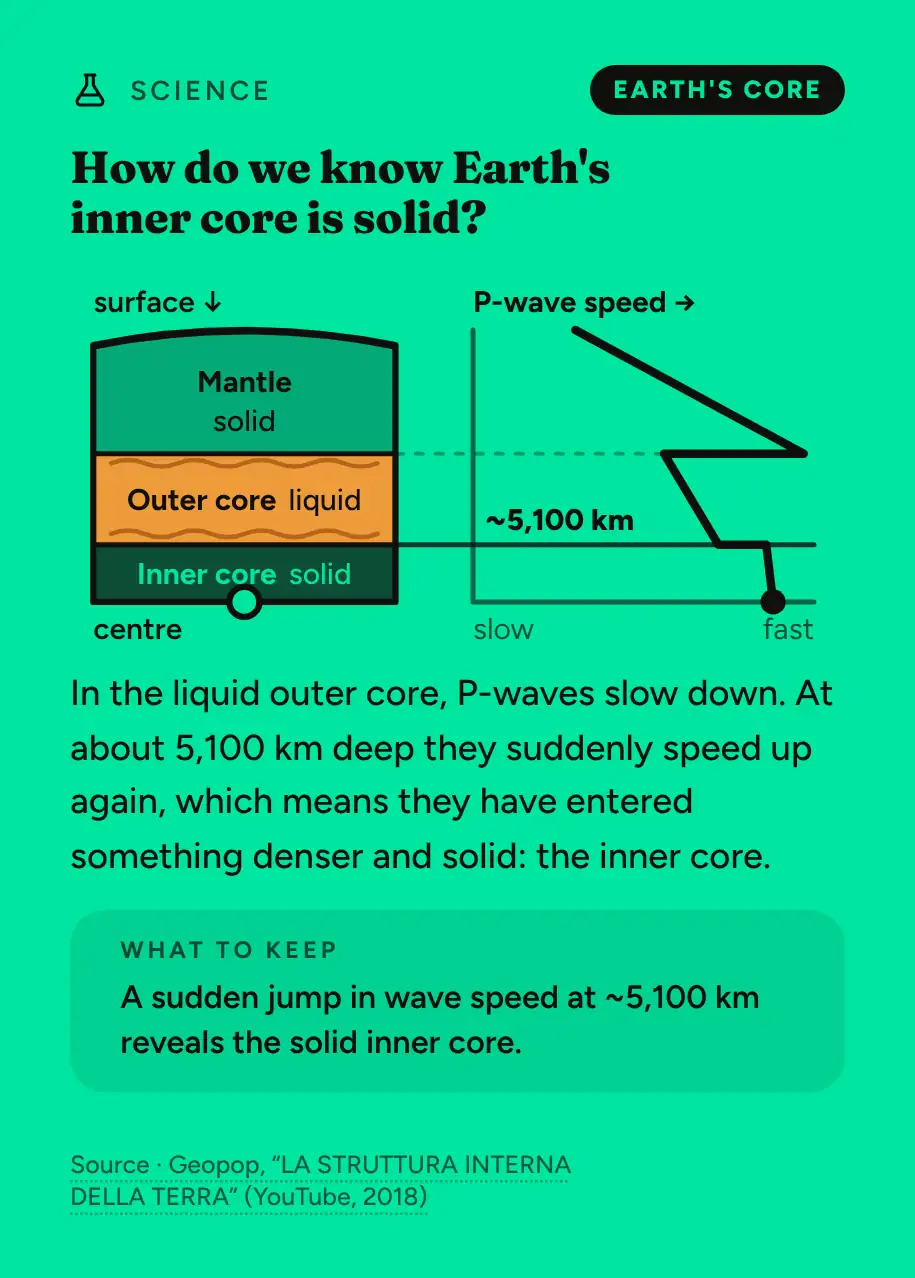 SCIENCE
EARTH'S CORE
How do we know Earth's
inner core is solid?
surface ↓
P-wave speed →
Mantle
solid
Outer core liquid
~5,100 km
Inner core solid
centre
slow
fast
In the liquid outer core, P-waves slow down. At
about 5,100 km deep they suddenly speed up
again, which means they have entered
something denser and solid: the inner core.
WHAT TO KEEP
A sudden jump in wave speed at ~5,100 km
reveals the solid inner core.
Source · Geopop, “LA STRUTTURA INTERNA
DELLA TERRA” (YouTube, 2018)